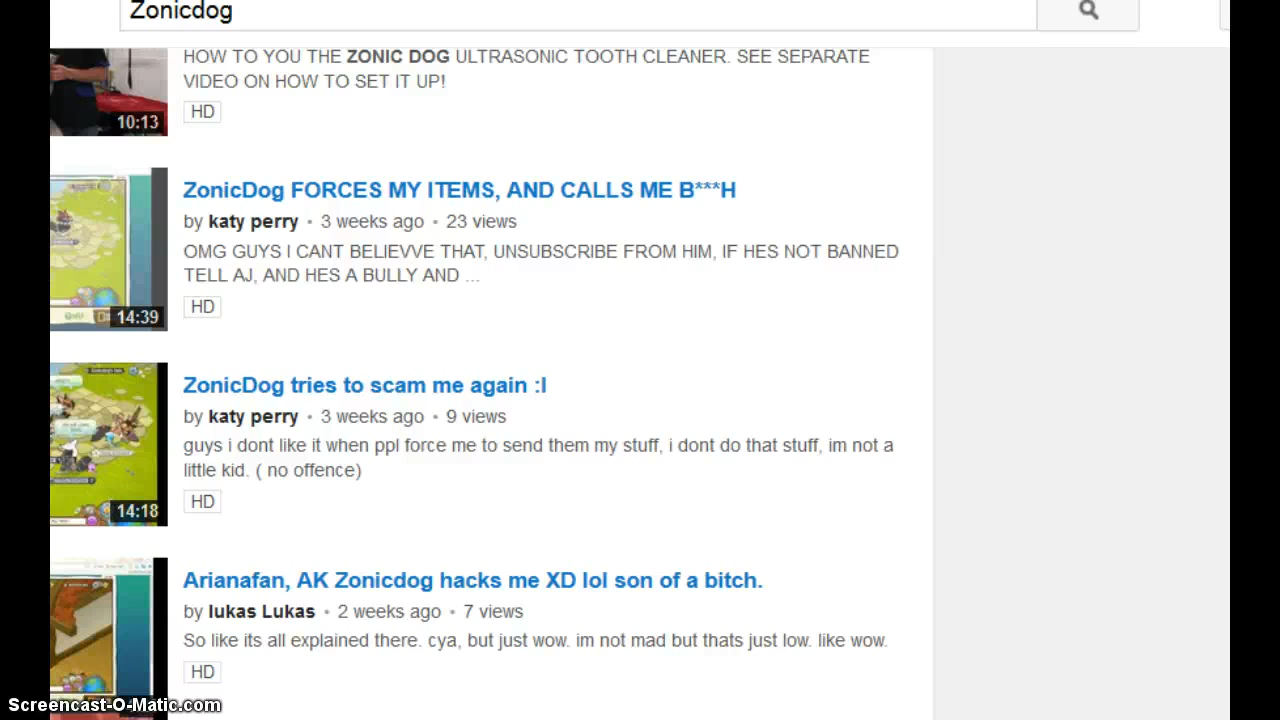 Zonicdog
HOW TO YOU THE ZONIC DOG ULTRASONIC TOOTH CLEANER. SEE SEPARATE
VIDEO ON HOW TO SET IT UP!
HD
10:13
ZonicDog FORCES MY ITEMS, AND CALLS ME B***H
by katy perry • 3 weeks ago • 23 views
OMG GUYS I CANT BELIEVVE THAT, UNSUBSCRIBE FROM HIM, IF HES NOT BANNED
TELL AJ, AND HES A BULLY AND ...
HD
14:39
ZonicDog tries to scam me again :l
by katy perry • 3 weeks ago • 9 views
guys i dont like it when ppl force me to send them my stuff, i dont do that stuff, im not a
little kid. ( no offence)
HD
14:18
Arianafan, AK Zonicdog hacks me XD lol son of a bitch.
by lukas Lukas • 2 weeks ago • 7 views
So like its all explained there. cya, but just wow. im not mad but thats just low. like wow.
HD
Screencast-O-Matic.com